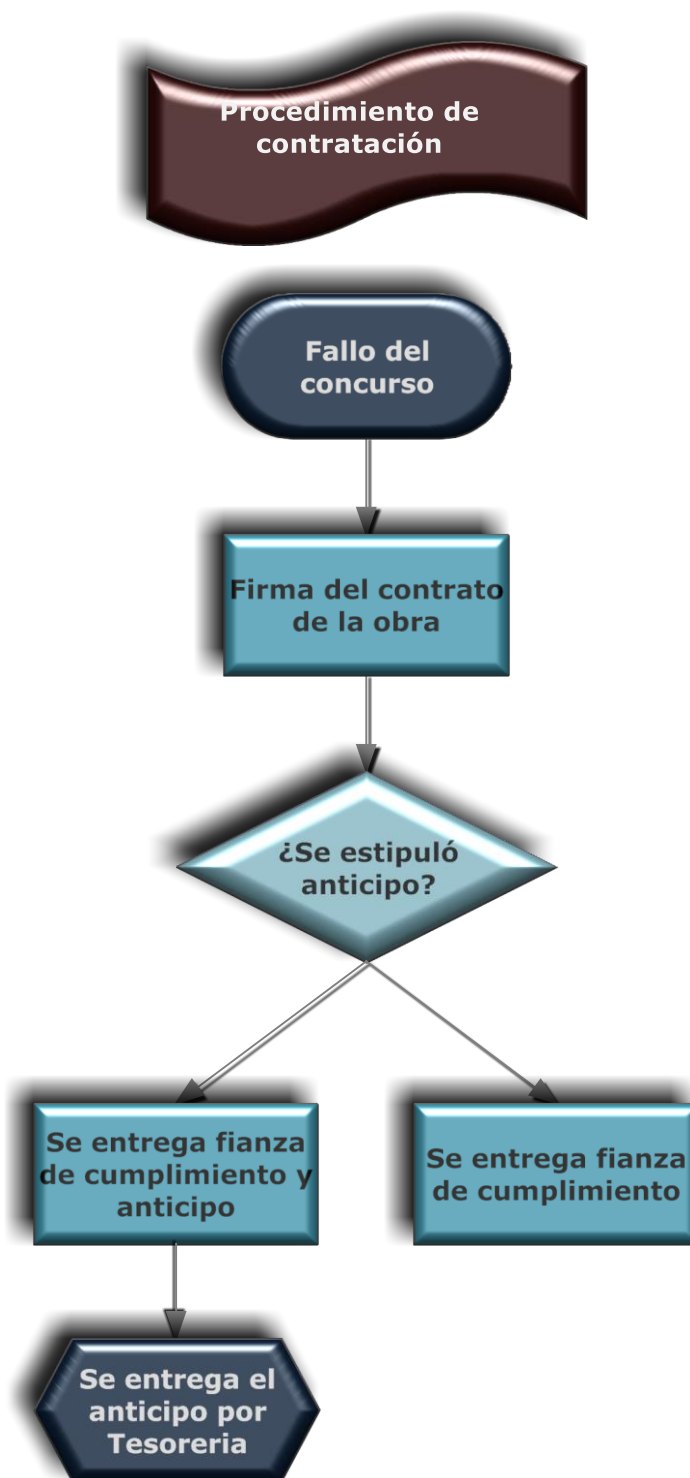 Procedimiento de
contratación
Fallo del
concurso
Firma del contrato
de la obra
¿Se estipuló
anticipo?
Se entrega fianza
de cumplimiento y
anticipo
Se entrega fianza
de cumplimiento
Se entrega el
anticipo por
Tesoreria